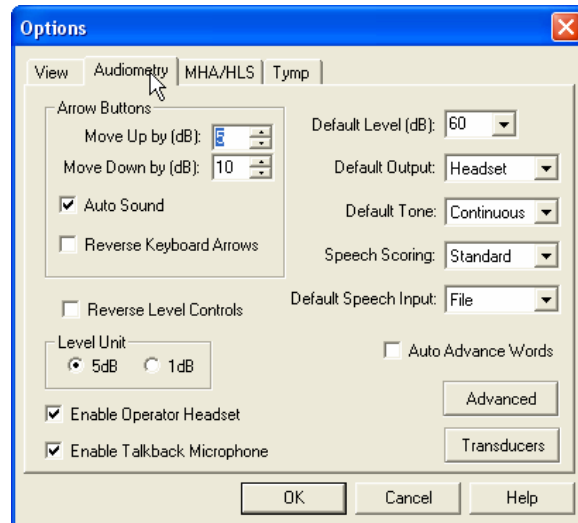 Options
View Audiometry MHA/HLS Tymp
Arrow Buttons
Move Up by (dB): 5
Move Down by (dB): 10
Auto Sound
Reverse Keyboard Arrows
Reverse Level Controls
Level Unit
5dB 1dB
Enable Operator Headset
Enable Talkback Microphone
Default Level (dB): 60
Default Output: Headset
Default Tone: Continuous
Speech Scoring: Standard
Default Speech Input: File
Auto Advance Words
Advanced
Transducers
OK Cancel Help